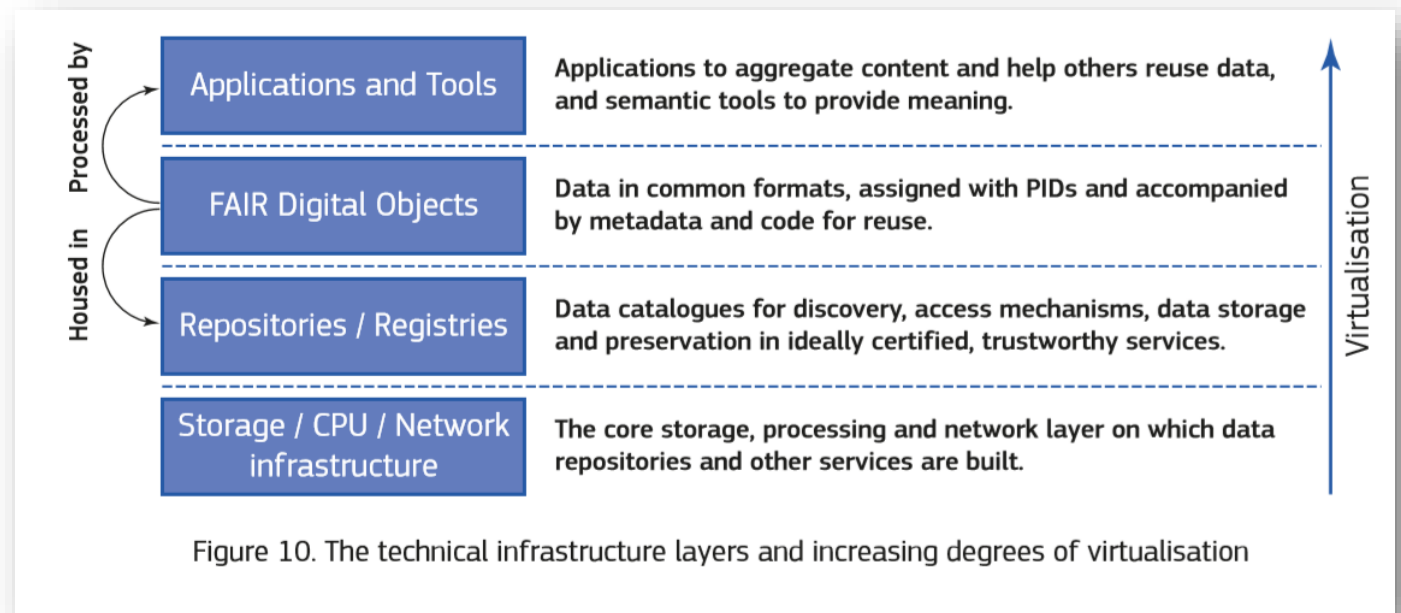 Processed by
Applications and Tools
Applications to aggregate content and help others reuse data,
and semantic tools to provide meaning.
FAIR Digital Objects
Data in common formats, assigned with PIDs and accompanied
by metadata and code for reuse.
Housed in
Repositories / Registries
Data catalogues for discovery, access mechanisms, data storage
and preservation in ideally certified, trustworthy services.
Storage / CPU / Network
infrastructure
The core storage, processing and network layer on which data
repositories and other services are built.
Virtualisation
Figure 10. The technical infrastructure layers and increasing degrees of virtualisation